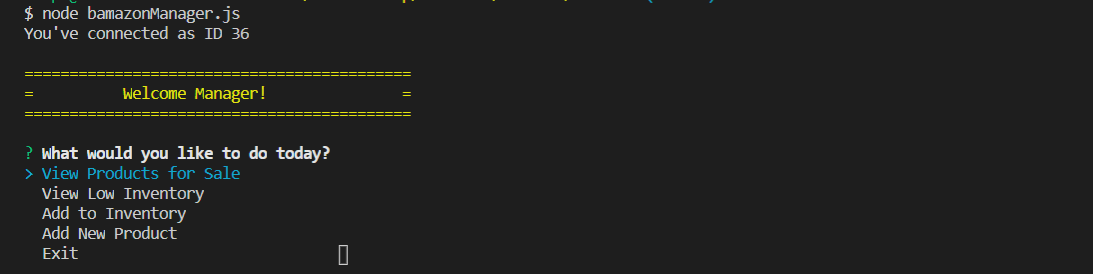 $ node bamazonManager.js
You've connected as ID 36
===========================================
=          Welcome Manager!               =
===========================================
? What would you like to do today?
> View Products for Sale
View Low Inventory
Add to Inventory
Add New Product
Exit